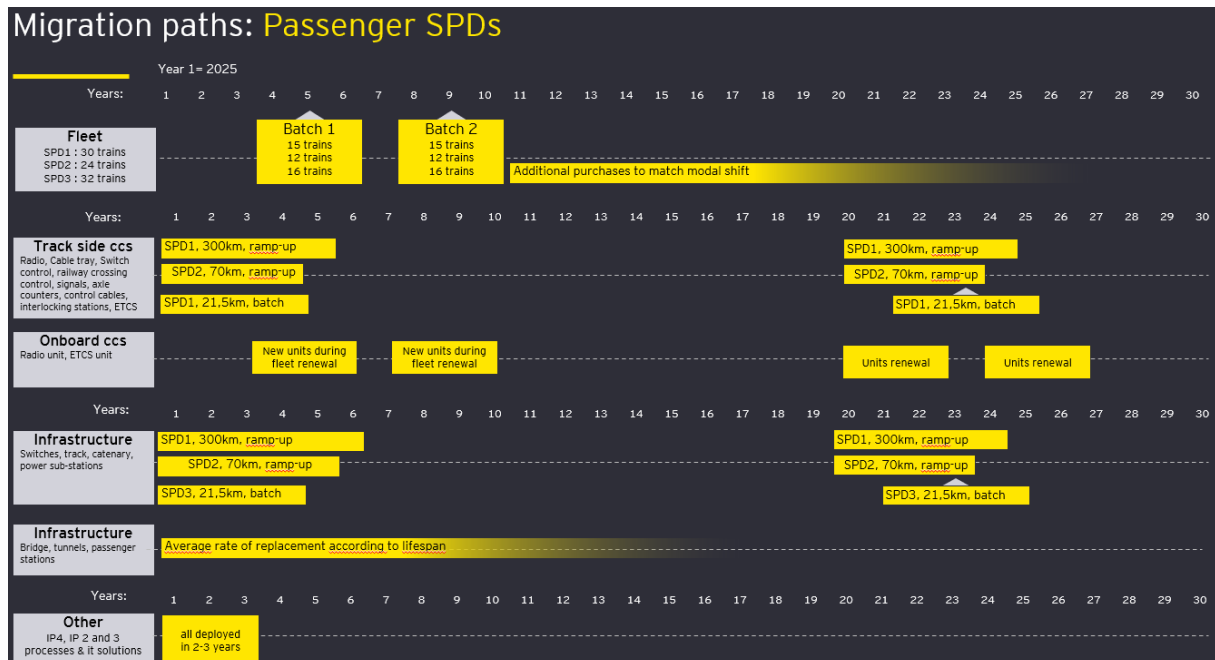 Migration paths: Passenger SPDs
Year 1= 2025
Years: 1 2 3 4 5 6 7 8 9 10 11 12 13 14 15 16 17 18 19 20 21 22 23 24 25 26 27 28 29 30
Fleet
SPD1 : 30 trains
SPD2 : 24 trains
SPD3 : 32 trains
Batch 1
15 trains
12 trains
16 trains
Batch 2
15 trains
12 trains
16 trains
Additional purchases to match modal shift
Years: 1 2 3 4 5 6 7 8 9 10 11 12 13 14 15 16 17 18 19 20 21 22 23 24 25 26 27 28 29 30
Track side ccs
Radio, Cable tray, Switch
control, railway crossing
control, signals, axle
counters, control cables,
interlocking stations, ETCS
SPD1, 300km, ramp-up
SPD2, 70km, ramp-up
SPD1, 21,5km, batch
SPD1, 300km, ramp-up
SPD2, 70km, ramp-up
SPD1, 21,5km, batch
Onboard ccs
Radio unit, ETCS unit
New units during
fleet renewal
New units during
fleet renewal
Units renewal
Units renewal
Years: 1 2 3 4 5 6 7 8 9 10 11 12 13 14 15 16 17 18 19 20 21 22 23 24 25 26 27 28 29 30
Infrastructure
Switches, track, catenary,
power sub-stations
SPD1, 300km, ramp-up
SPD2, 70km, ramp-up
SPD3, 21,5km, batch
SPD1, 300km, ramp-up
SPD2, 70km, ramp-up
SPD3, 21,5km, batch
Infrastructure
Bridge, tunnels, passenger
stations
Average rate of replacement according to lifespan
Years: 1 2 3 4 5 6 7 8 9 10 11 12 13 14 15 16 17 18 19 20 21 22 23 24 25 26 27 28 29 30
Other
IP4, IP 2 and 3
processes & it solutions
all deployed
in 2-3 years